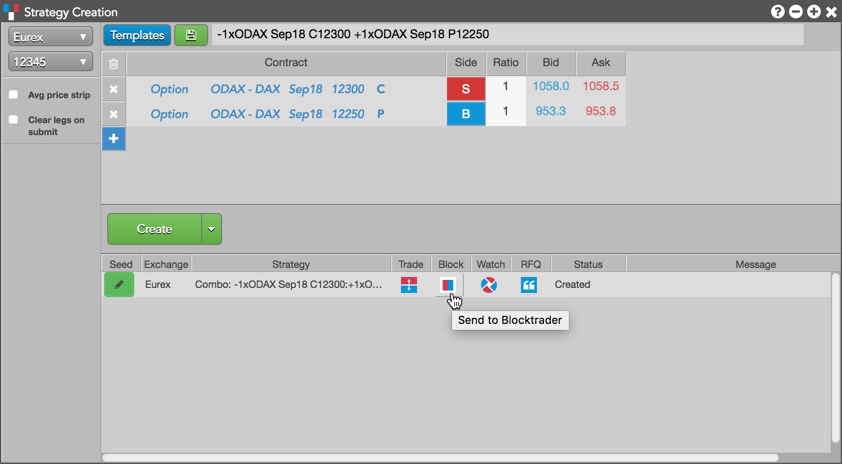 Strategy Creation
Eurex
Templates
-1xODAX Sep18 C12300 +1xODAX Sep18 P12250
12345
Avg price strip
Clear legs on
submit
Contract Side Ratio Bid Ask
Option ODAX - DAX Sep18 12300 C S 1 1058.0 1058.5
Option ODAX - DAX Sep18 12250 P B 1 953.3 953.8
Create
Seed Exchange Strategy Trade Block Watch RFQ Status Message
Eurex Combo: -1xODAX Sep18 C12300:+1xO... Created
Send to Blocktrader